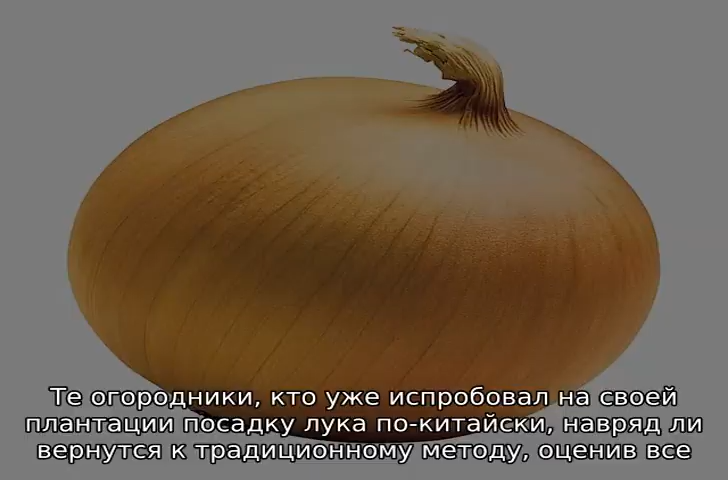 Те огородники, кто уже испробовал на своей
плантации посадку лука по-китайски, навряд ли
вернутся к традиционному методу, оценив все